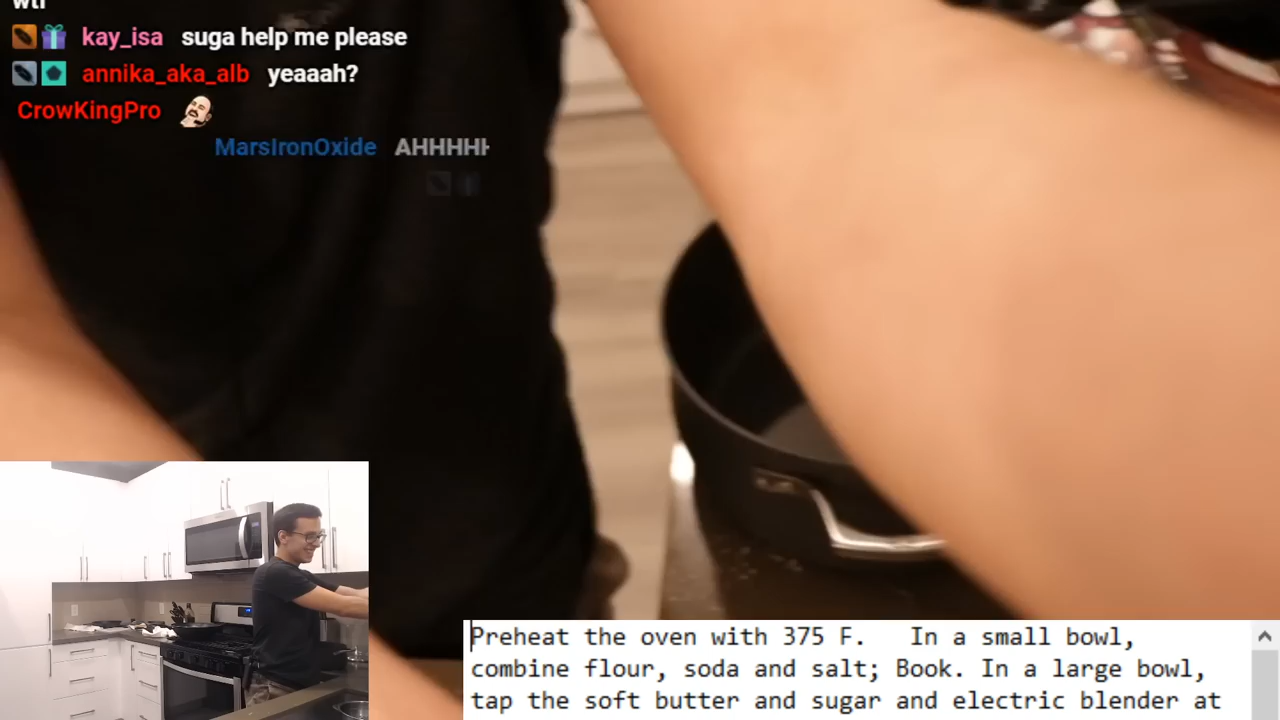 wtf
kay_isa suga help me please
annika_aka_alb yeaaah?
CrowKingPro
MarsIronOxide AHHHHH
Preheat the oven with 375 F. In a small bowl,
combine flour, soda and salt; Book. In a large bowl,
tap the soft butter and sugar and electric blender at